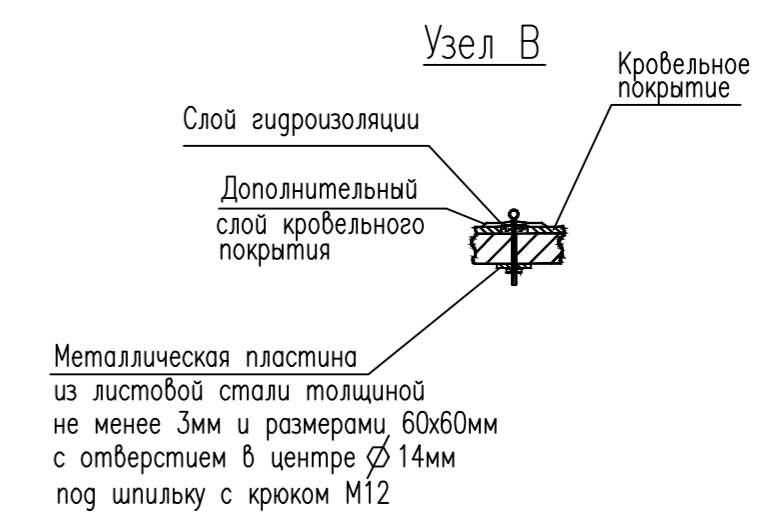 Узел В
Кровельное
покрытие
Слой гидроизоляции
Дополнительный
слой кровельного
покрытия
Металлическая пластина
из листовой стали толщиной
не менее 3мм и размерами 60х60мм
с отверстием в центре ⌀14мм
под шпильку с крюком М12